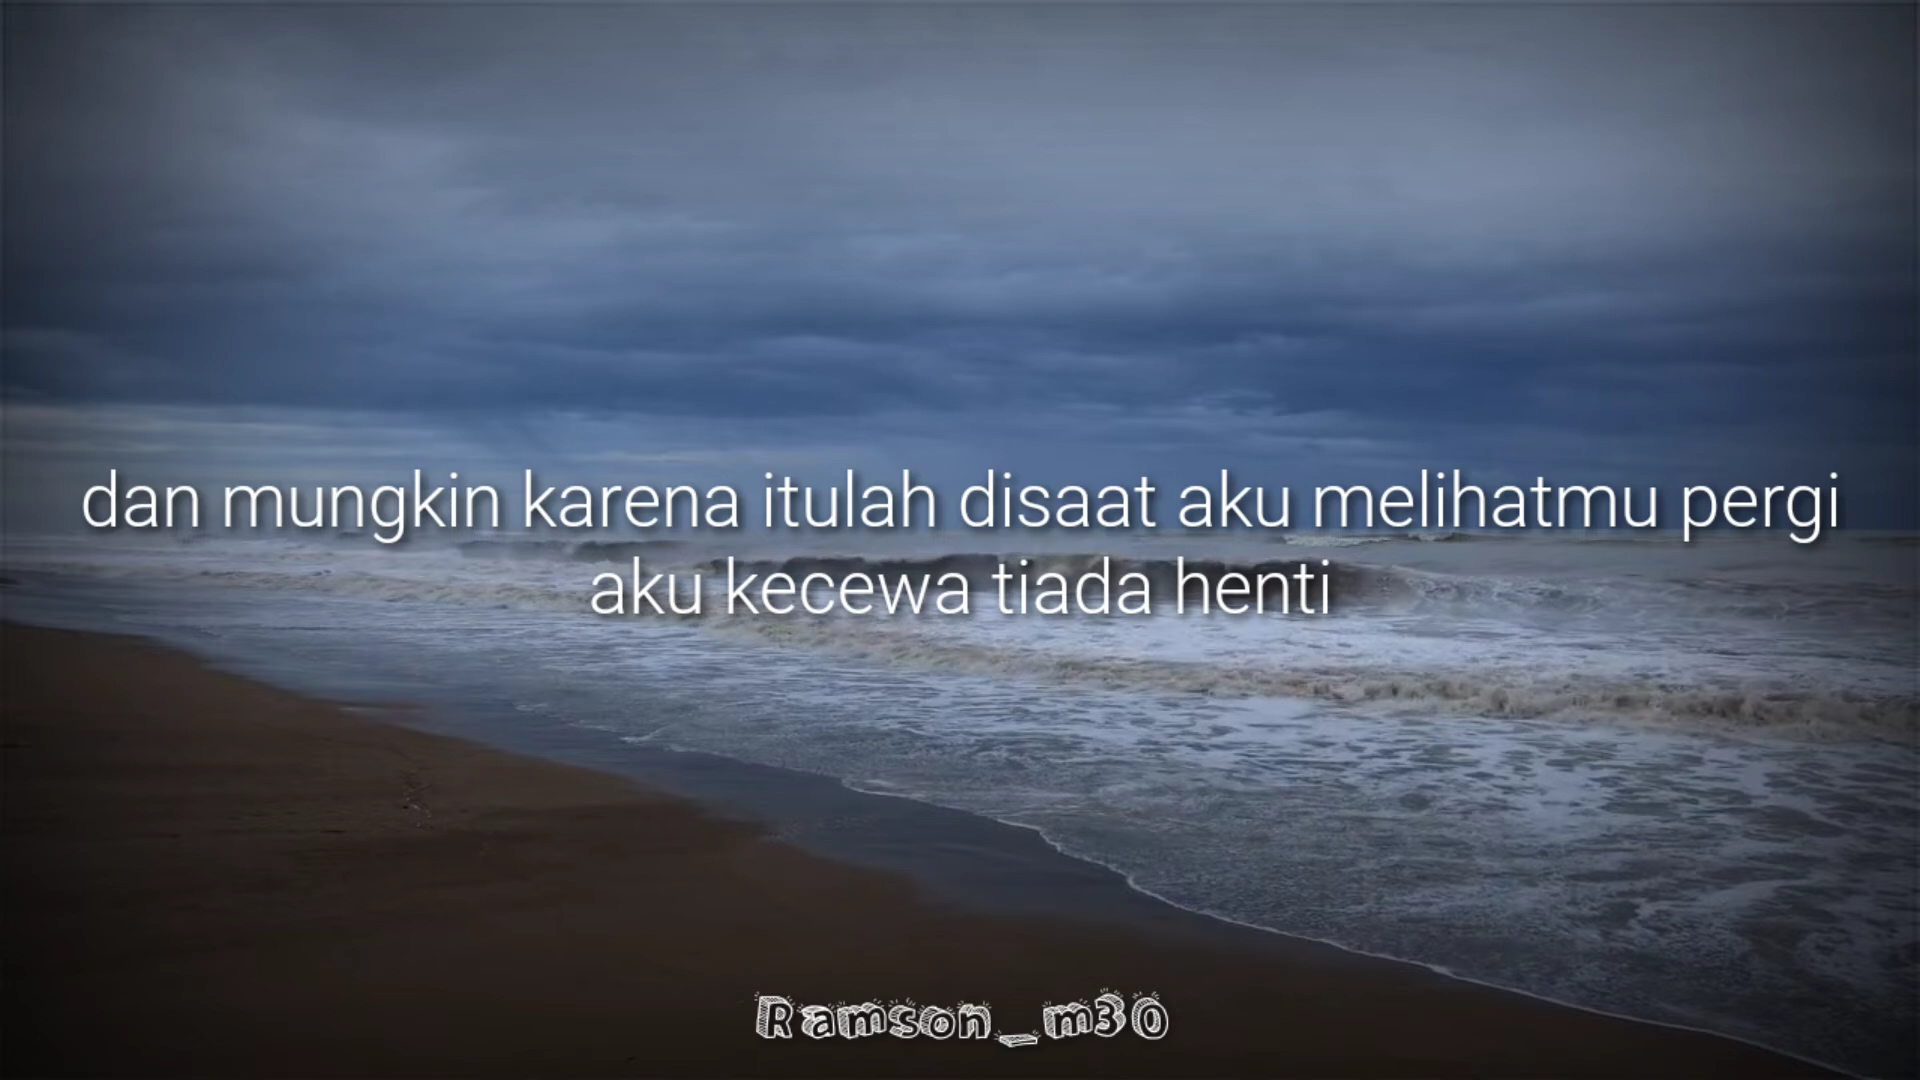 dan mungkin karena itulah disaat aku melihatmu pergi
aku kecewa tiada henti
Ramson_m30